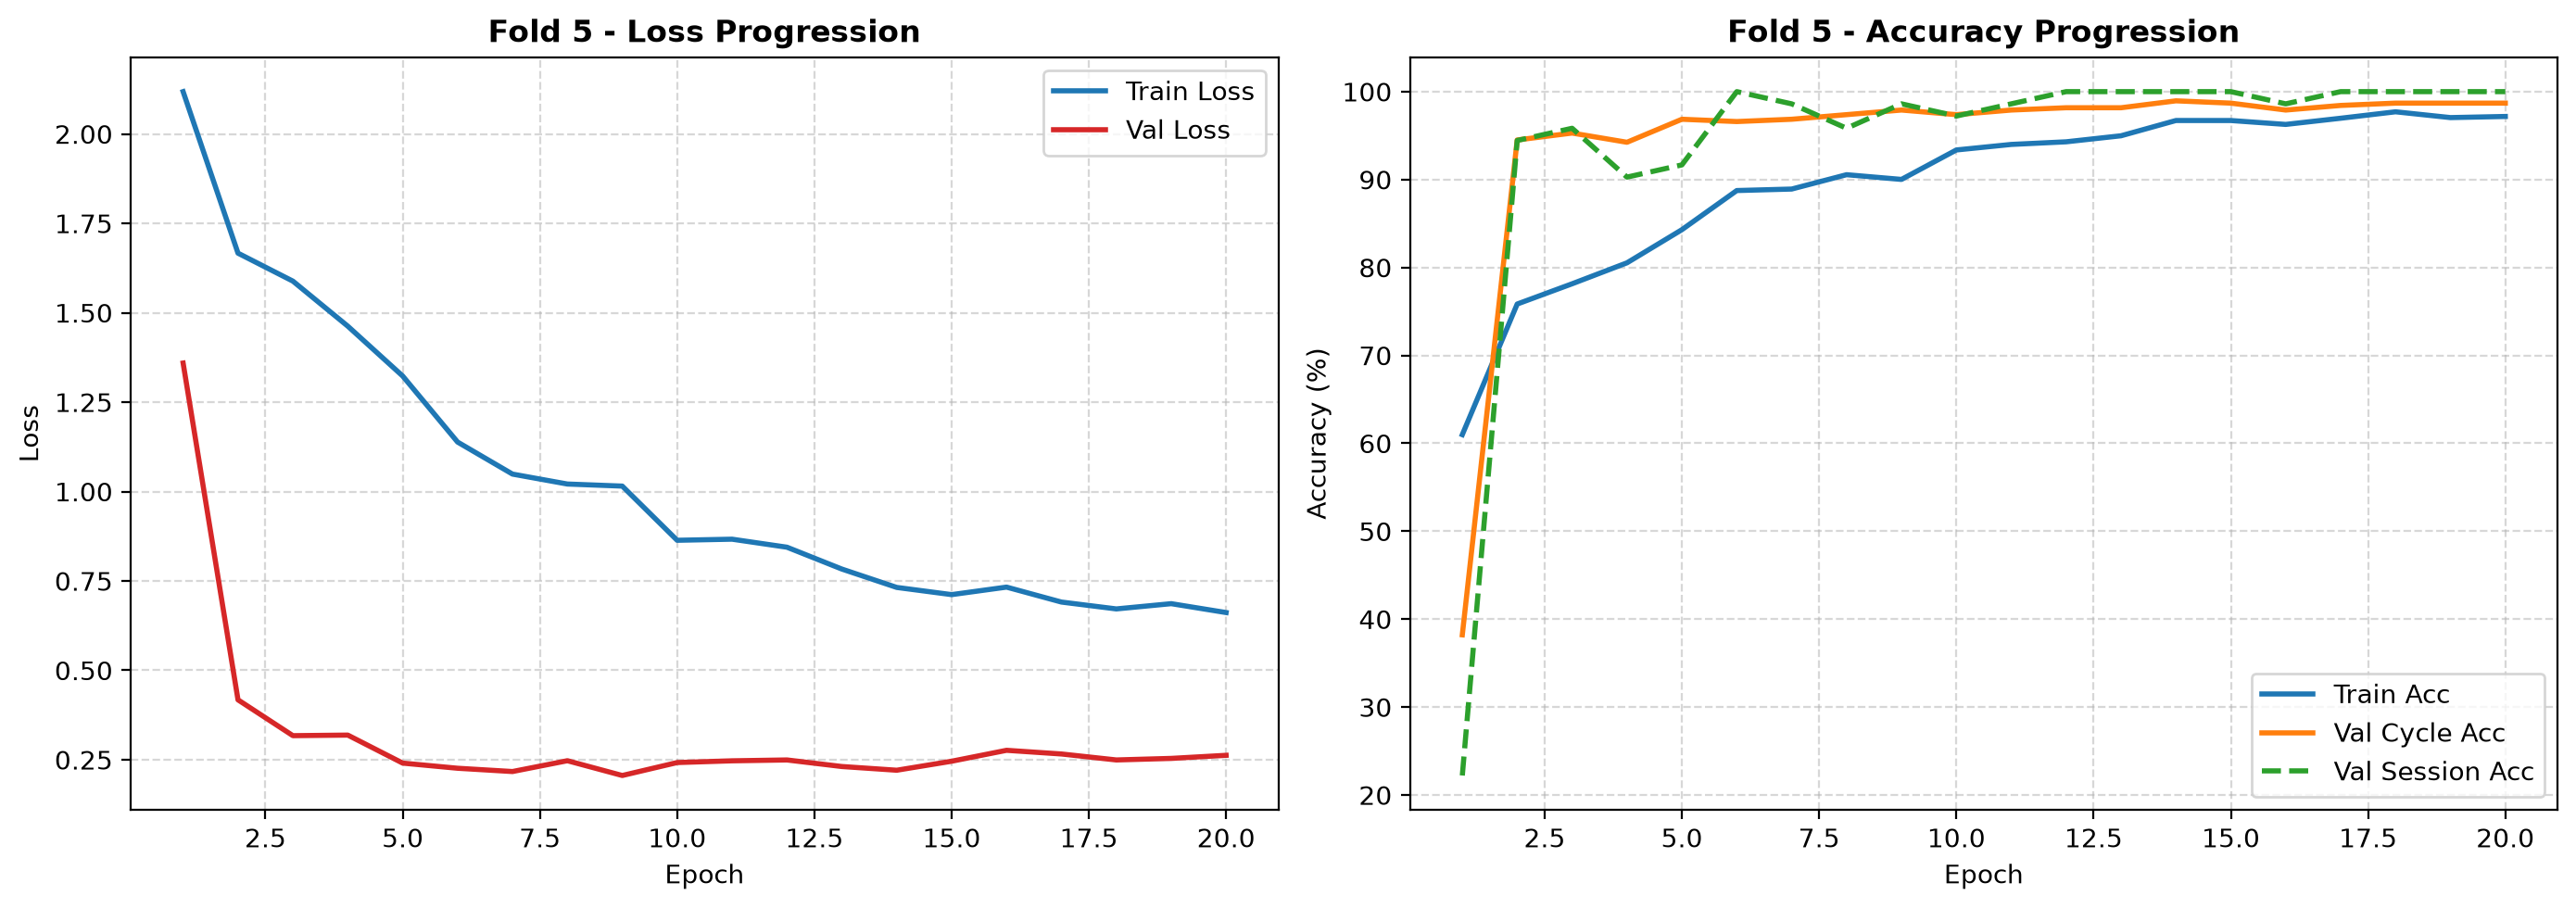 Fold 5 - Loss Progression
Train Loss
Val Loss
2.00
1.75
1.50
1.25
1.00
0.75
0.50
0.25
Loss
2.5 5.0 7.5 10.0 12.5 15.0 17.5 20.0
Epoch
Fold 5 - Accuracy Progression
100
90
80
70
60
50
40
30
20
Accuracy (%)
Train Acc
Val Cycle Acc
Val Session Acc
2.5 5.0 7.5 10.0 12.5 15.0 17.5 20.0
Epoch